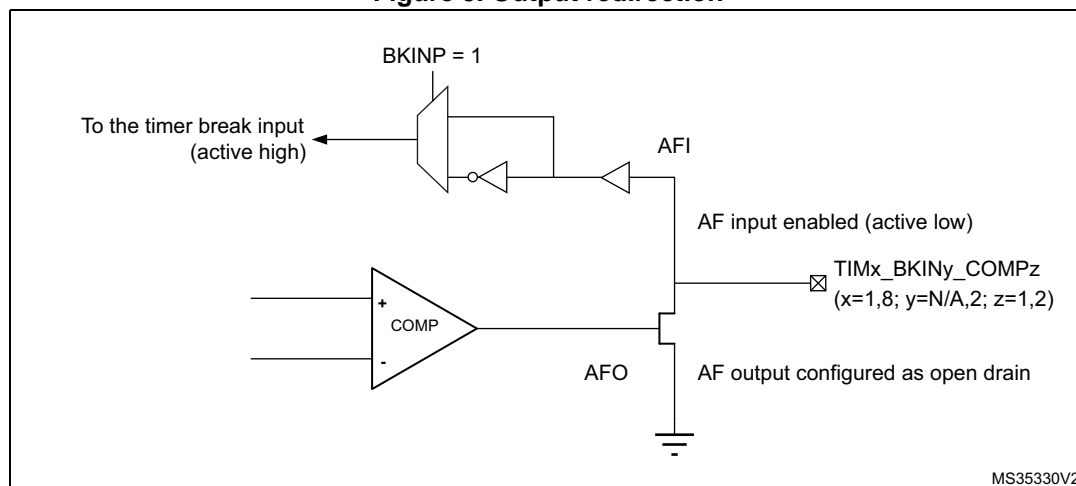 Figure 3. Output redirection
BKINP = 1
To the timer break input
(active high)
AFI
AF input enabled (active low)
TIMx_BKINy_COMPz
(x=1,8; y=N/A,2; z=1,2)
+
COMP
-
AFO
AF output configured as open drain
MS35330V2